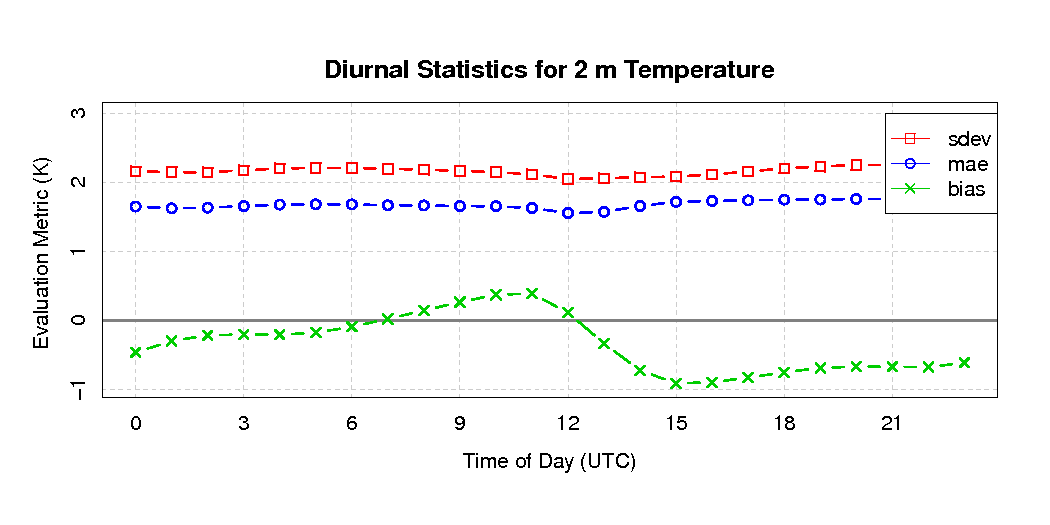 Diurnal Statistics for 2 m Temperature
Evaluation Metric (K)
3
2
1
0
−1
sdev
mae
bias
0 3 6 9 12 15 18 21
Time of Day (UTC)